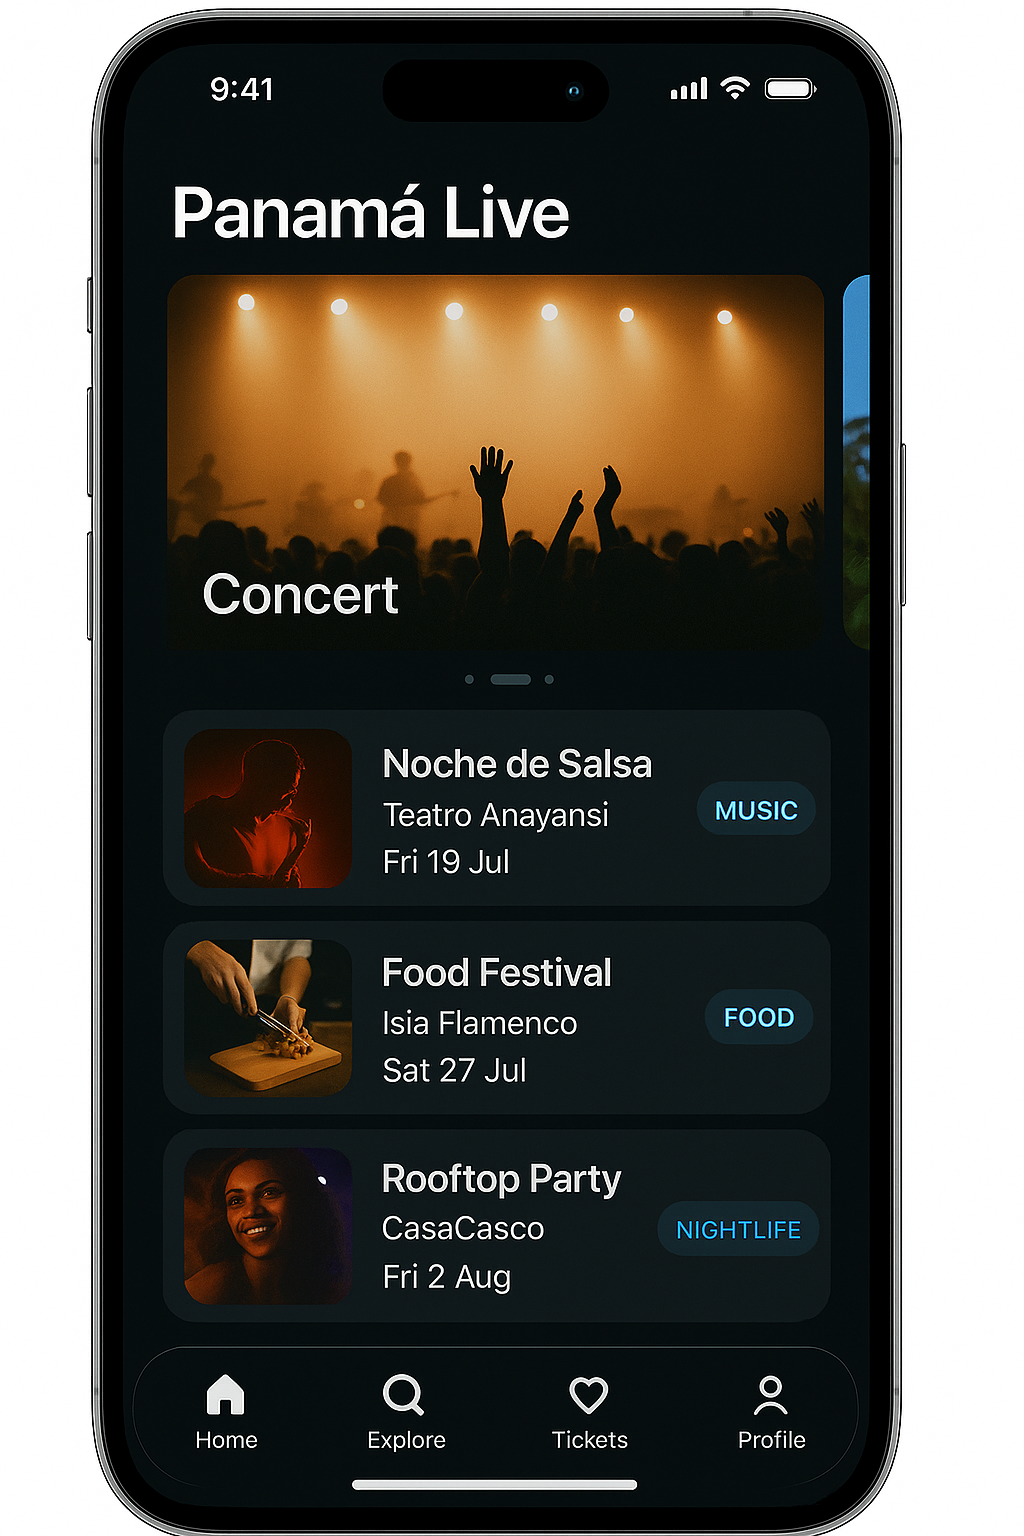 9:41
Panamá Live
Concert
Noche de Salsa
Teatro Anayansi
Fri 19 Jul
MUSIC
Food Festival
Isia Flamenco
Sat 27 Jul
FOOD
Rooftop Party
CasaCasco
Fri 2 Aug
NIGHTLIFE
Home
Explore
Tickets
Profile